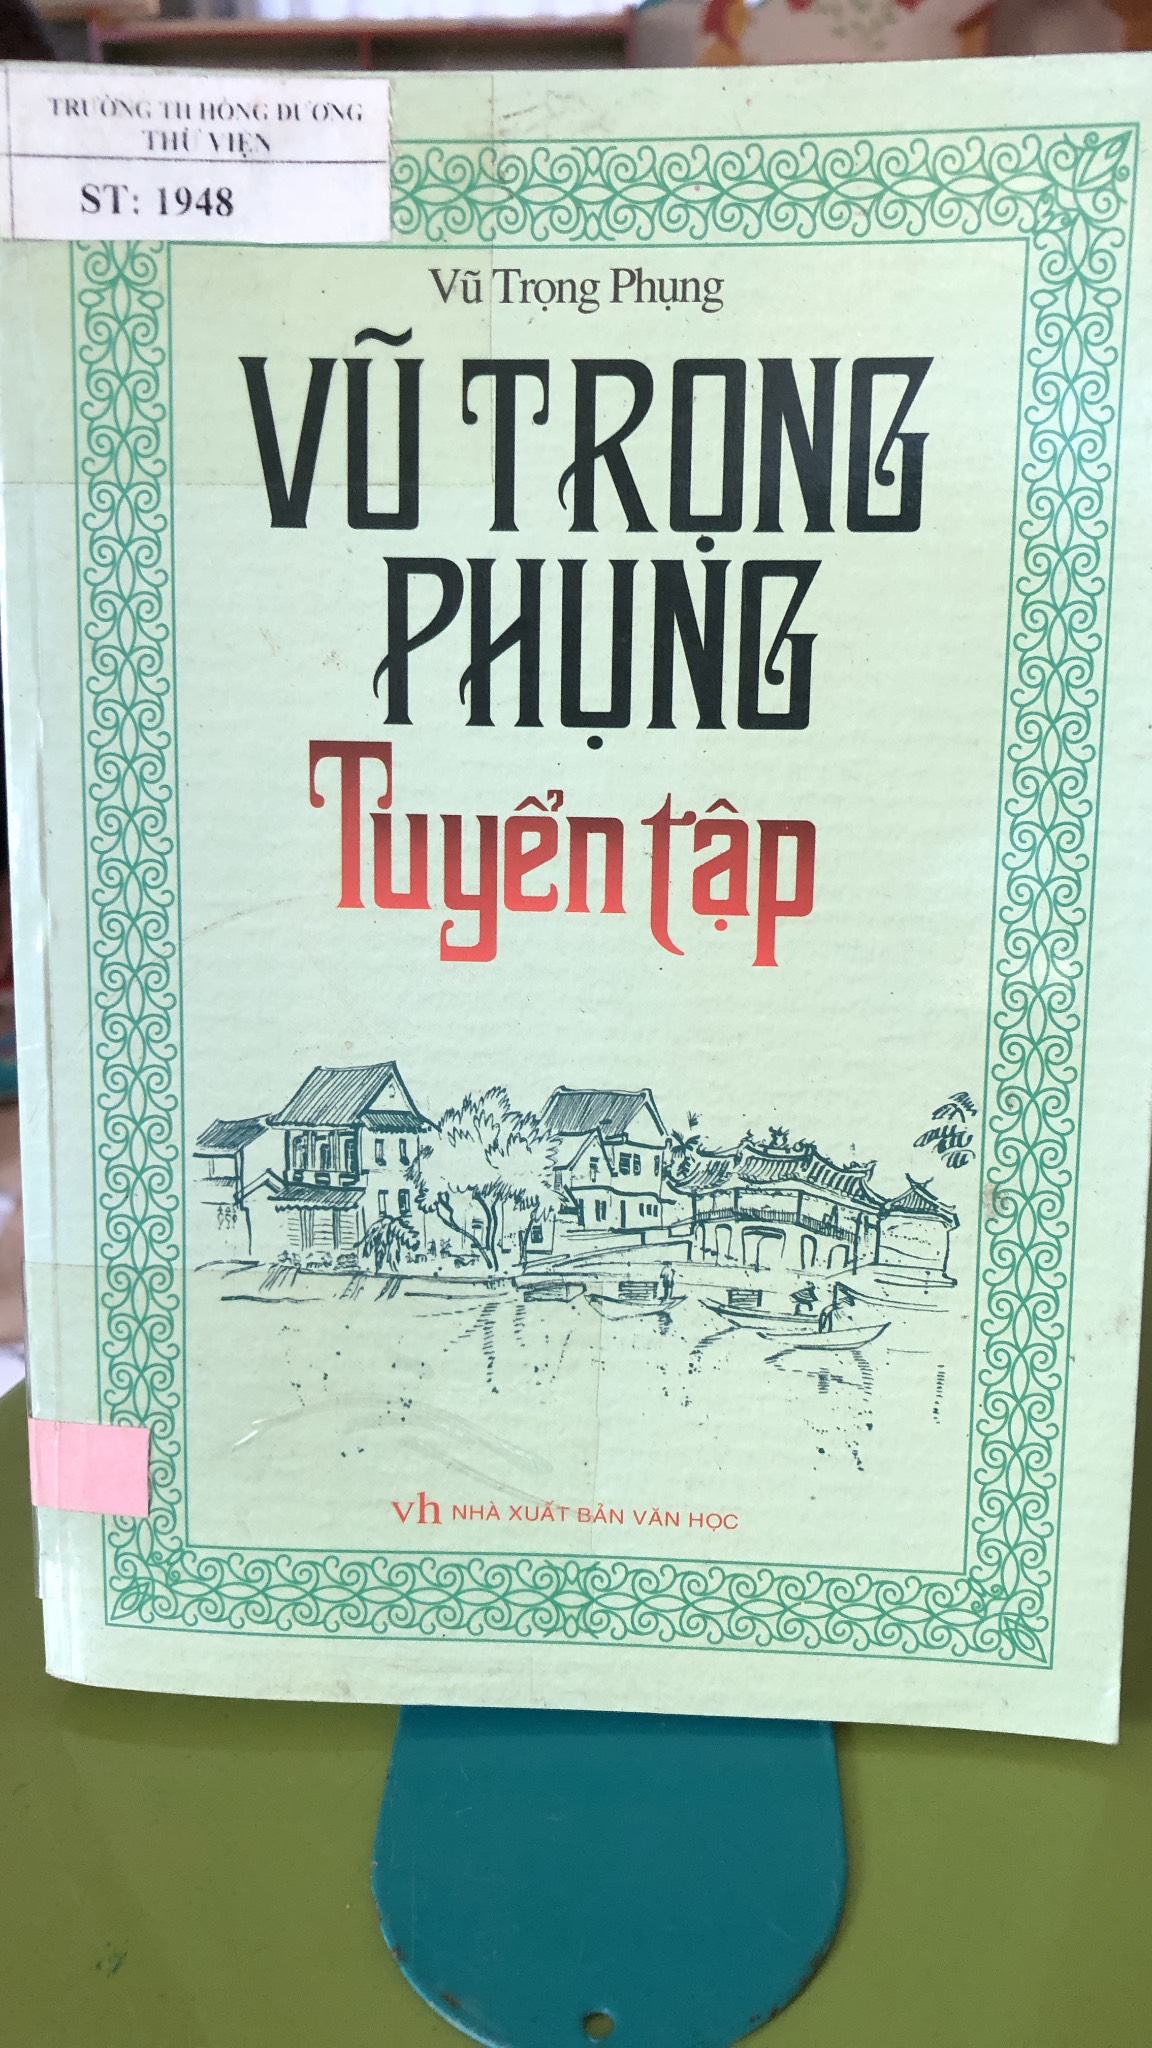 TRƯỜNG TH HỒNG DƯƠNG
THƯ VIỆN
ST: 1948
Vũ Trọng Phụng
VŨ TRỌNG
PHỤNG
Tuyển tập
vh NHÀ XUẤT BẢN VĂN HỌC